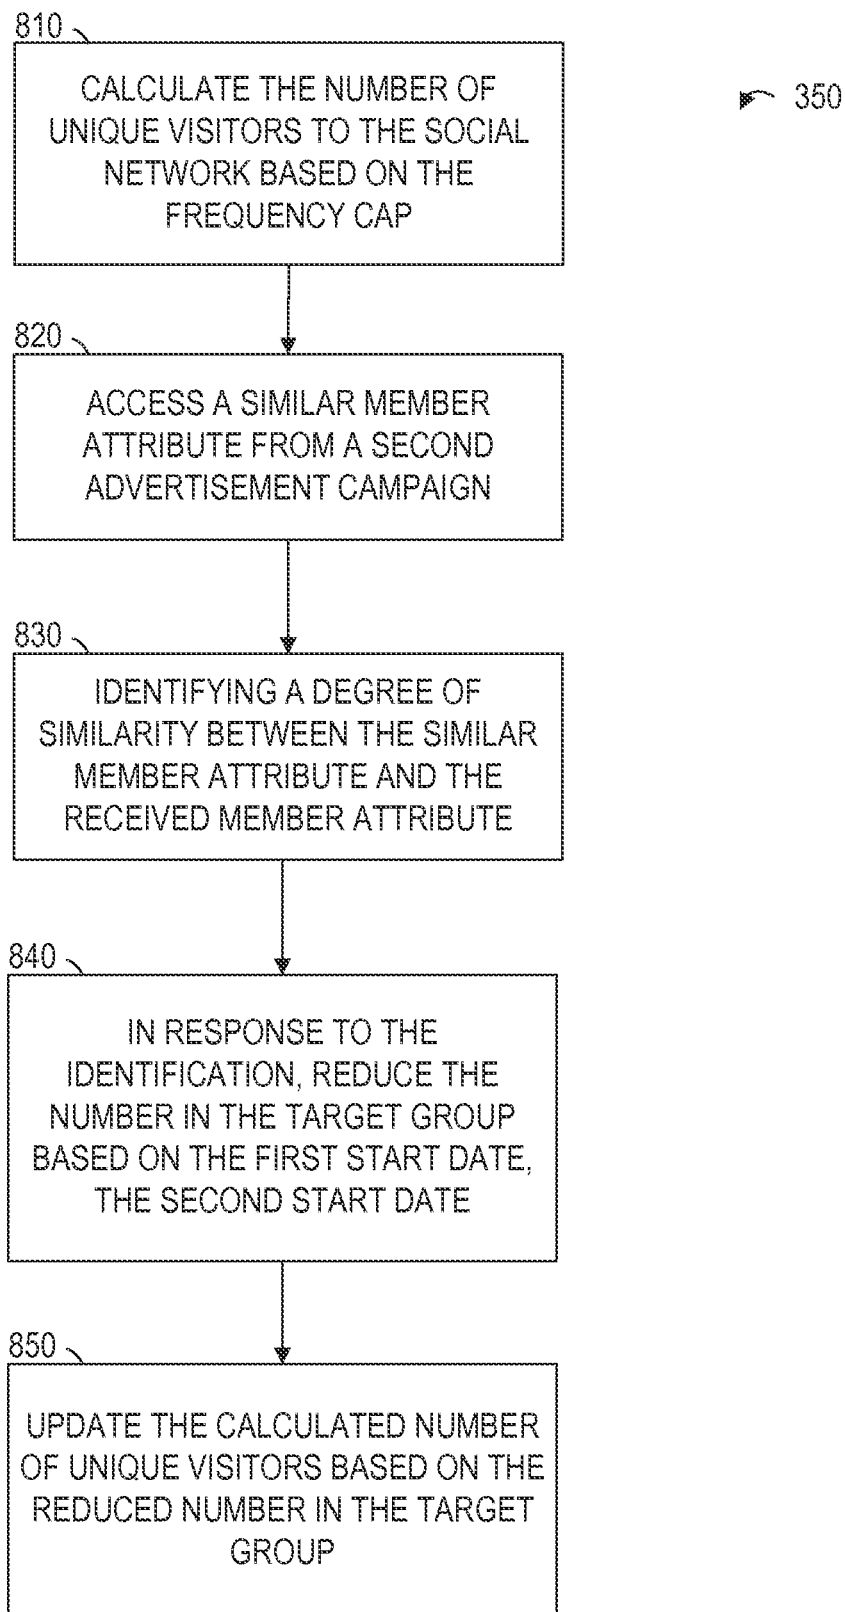 810
CALCULATE THE NUMBER OF
UNIQUE VISITORS TO THE SOCIAL
NETWORK BASED ON THE
FREQUENCY CAP
350
820
ACCESS A SIMILAR MEMBER
ATTRIBUTE FROM A SECOND
ADVERTISEMENT CAMPAIGN
830
IDENTIFYING A DEGREE OF
SIMILARITY BETWEEN THE SIMILAR
MEMBER ATTRIBUTE AND THE
RECEIVED MEMBER ATTRIBUTE
840
IN RESPONSE TO THE
IDENTIFICATION, REDUCE THE
NUMBER IN THE TARGET GROUP
BASED ON THE FIRST START DATE,
THE SECOND START DATE
850
UPDATE THE CALCULATED NUMBER
OF UNIQUE VISITORS BASED ON THE
REDUCED NUMBER IN THE TARGET
GROUP